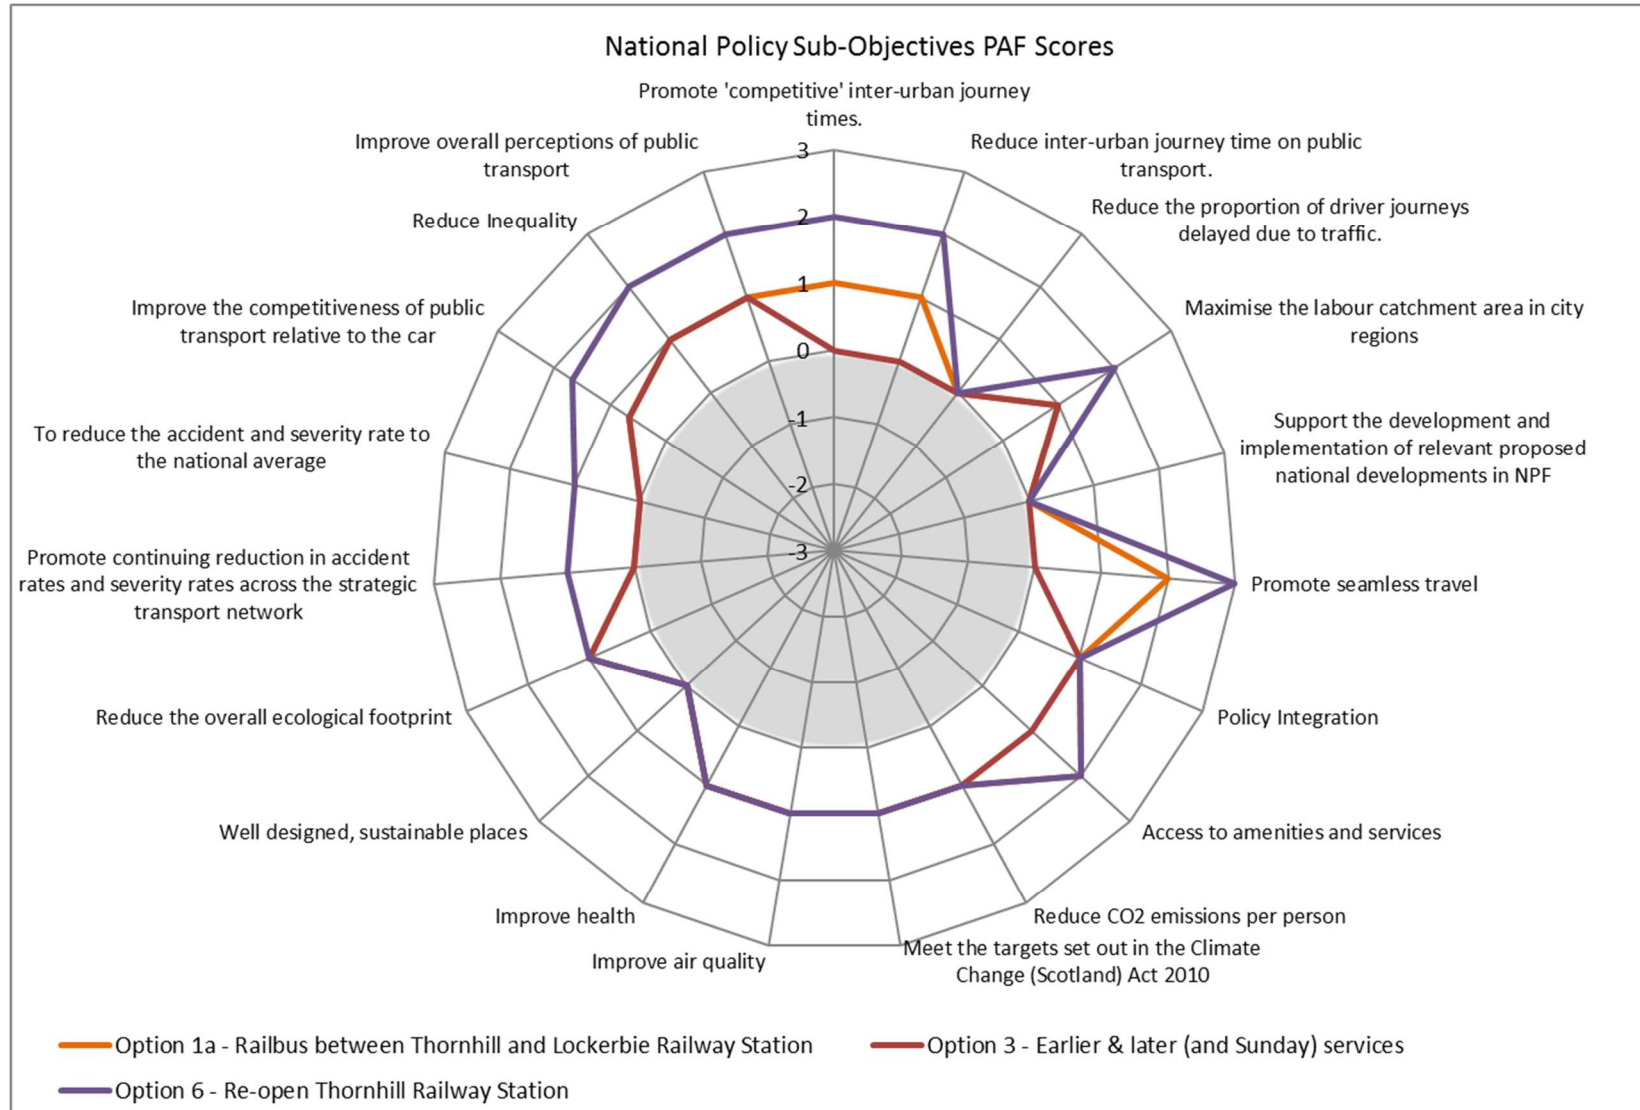 National Policy Sub-Objectives PAF Scores
Promote 'competitive' inter-urban journey
times.
Improve overall perceptions of public
transport
Reduce inter-urban journey time on public
transport.
Reduce Inequality
Reduce the proportion of driver journeys
delayed due to traffic.
Improve the competitiveness of public
transport relative to the car
Maximise the labour catchment area in city
regions
To reduce the accident and severity rate to
the national average
Support the development and
implementation of relevant proposed
national developments in NPF
Promote continuing reduction in accident
rates and severity rates across the strategic
transport network
Promote seamless travel
Reduce the overall ecological footprint
Policy Integration
Well designed, sustainable places
Access to amenities and services
Improve health
Reduce CO2 emissions per person
Improve air quality
Meet the targets set out in the Climate
Change (Scotland) Act 2010
3
2
1
0
-1
-2
-3
Option 1a - Railbus between Thornhill and Lockerbie Railway Station
Option 3 - Earlier & later (and Sunday) services
Option 6 - Re-open Thornhill Railway Station